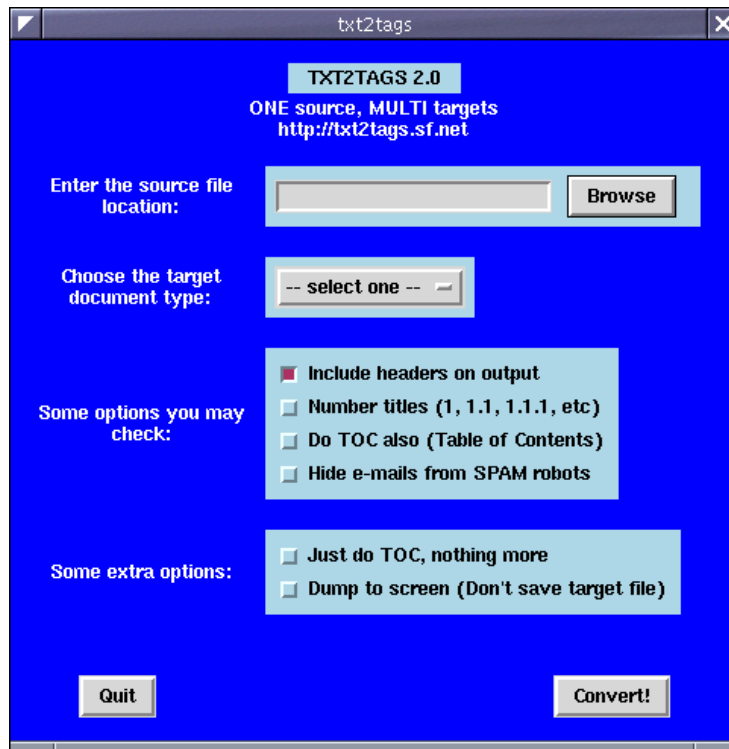 txt2tags
TXT2TAGS 2.0
ONE source, MULTI targets
http://txt2tags.sf.net
Enter the source file
location:
Browse
Choose the target
document type:
-- select one --
Some options you may
check:
Include headers on output
Number titles (1, 1.1, 1.1.1, etc)
Do TOC also (Table of Contents)
Hide e-mails from SPAM robots
Some extra options:
Just do TOC, nothing more
Dump to screen (Don't save target file)
Quit
Convert!